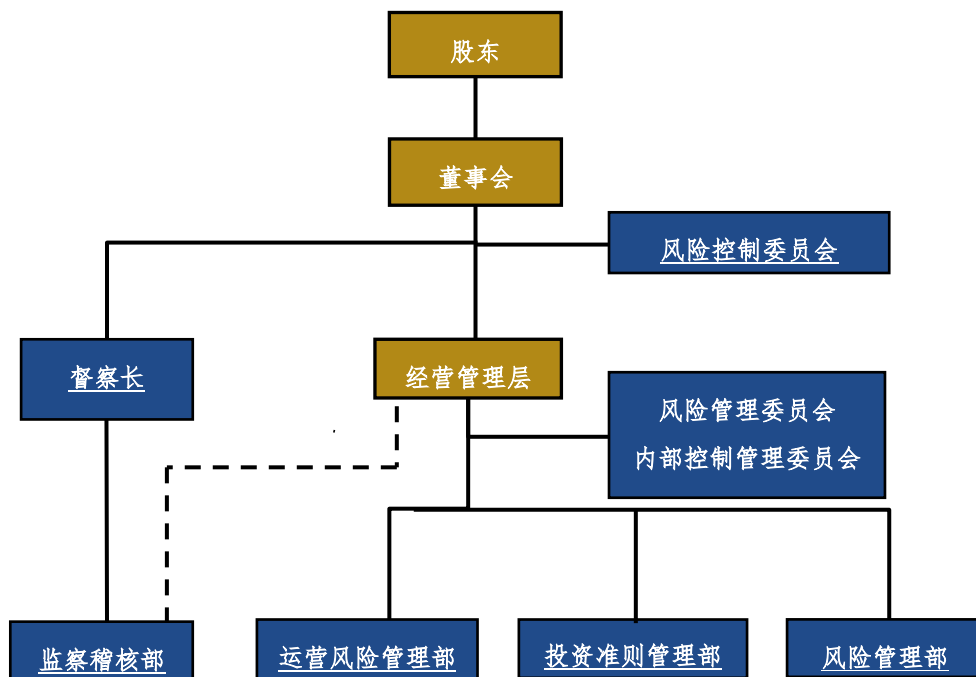 股东
董事会
风险控制委员会
督察长
经营管理层
风险管理委员会
内部控制管理委员会
监察稽核部
运营风险管理部
投资准则管理部
风险管理部